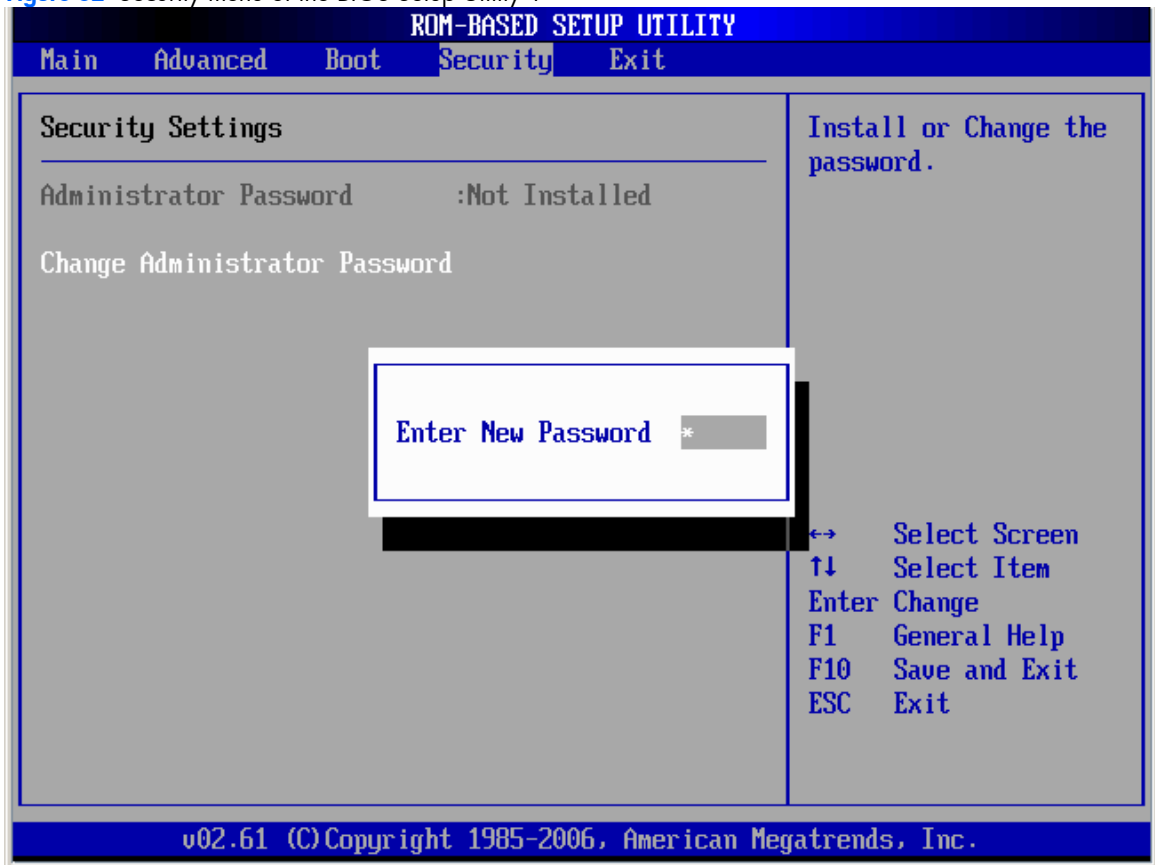 ROM-BASED SETUP UTILITY
Main Advanced Boot Security Exit
Security Settings
Administrator Password :Not Installed
Change Administrator Password
Enter New Password *
Install or Change the
password.
←→ Select Screen
↑↓ Select Item
Enter Change
F1 General Help
F10 Save and Exit
ESC Exit
v02.61 (C)Copyright 1985-2006, American Megatrends, Inc.